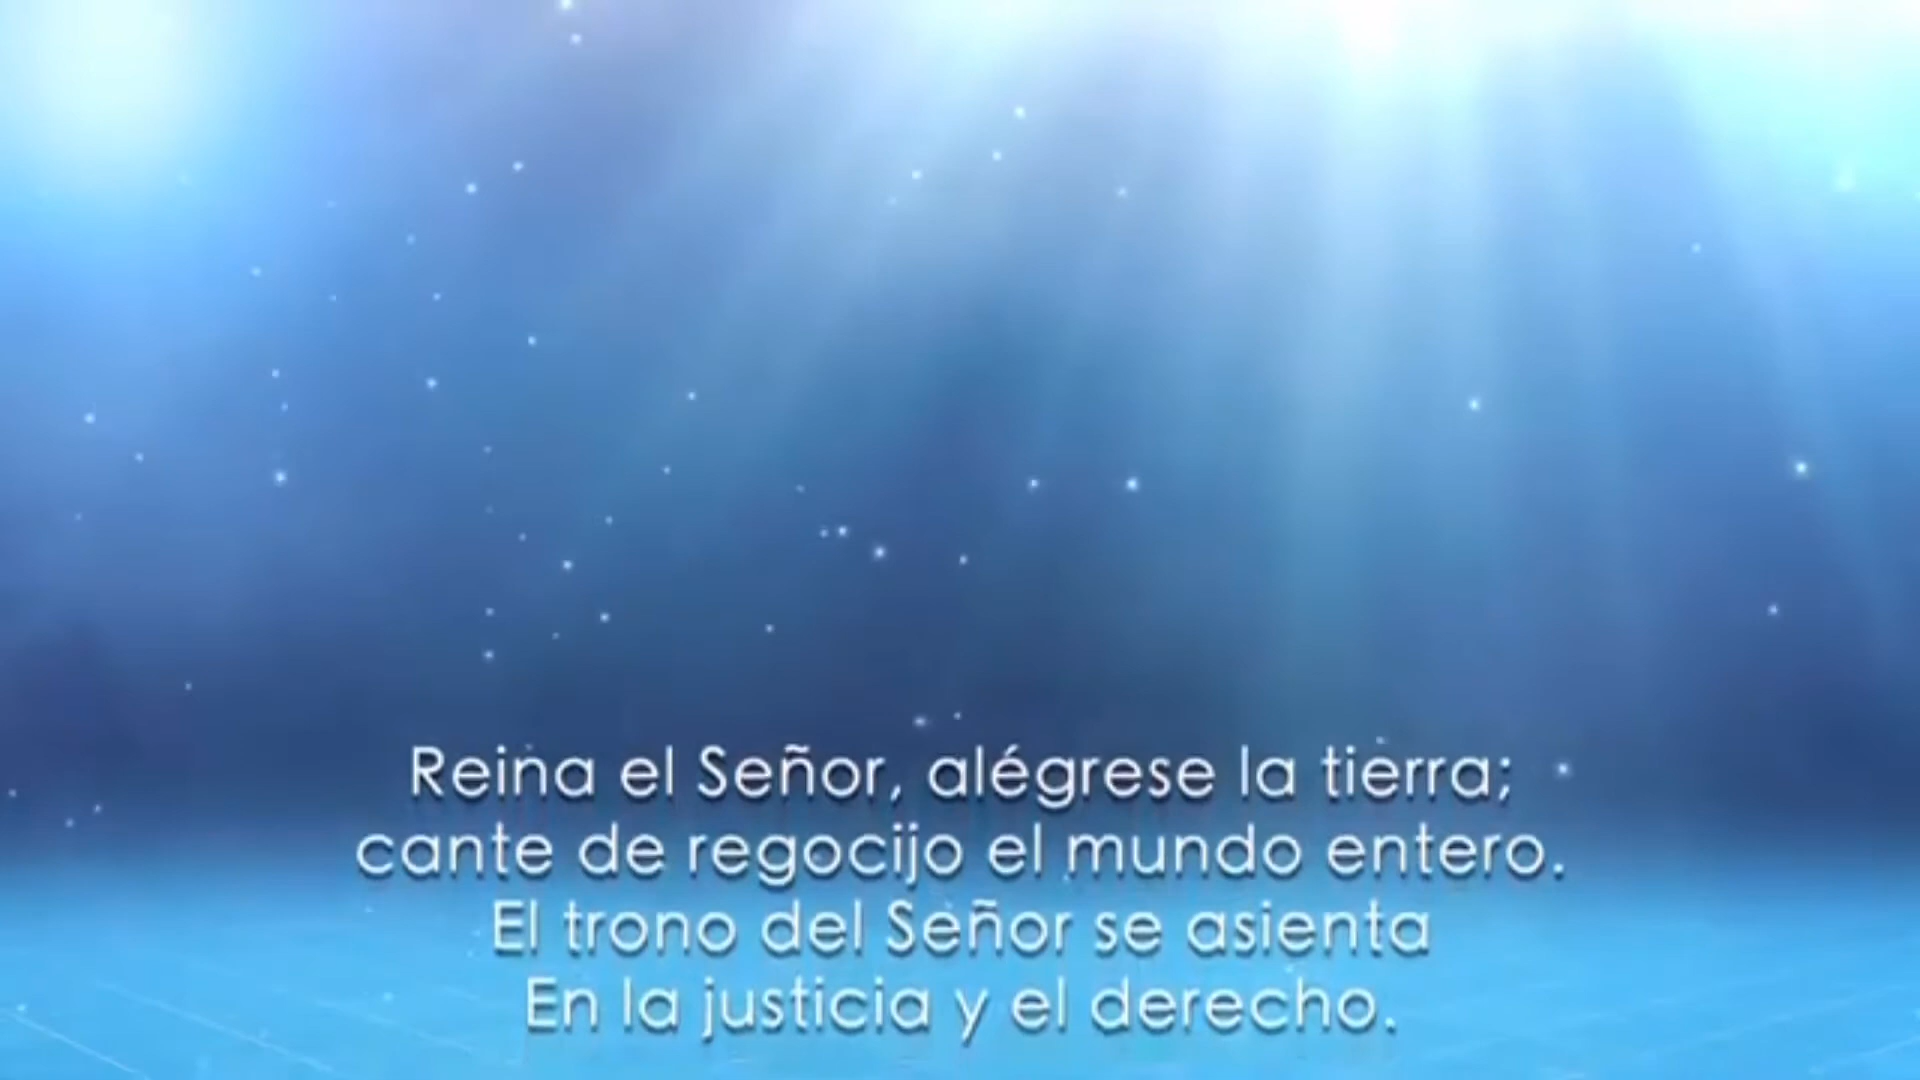 Reina el Señor, alégrese la tierra;
cante de regocijo el mundo entero.
El trono del Señor se asienta
En la justicia y el derecho.